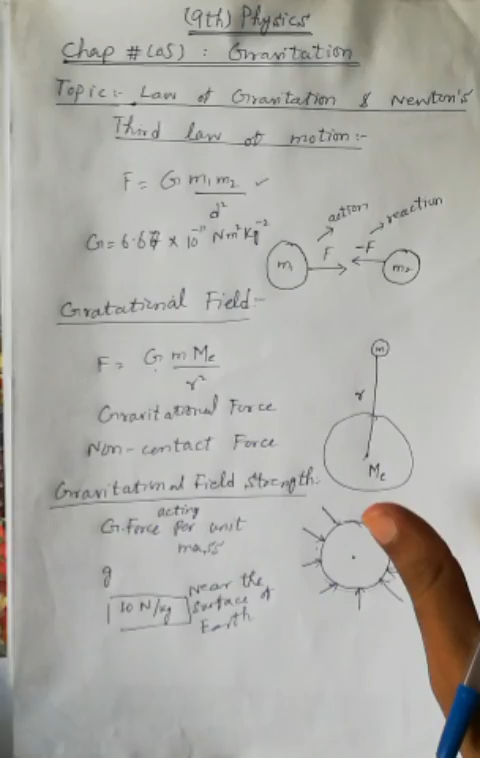 (9th) Physics
Chap # (05) : Gravitation
Topic:- Law of Gravitation & Newton's
Third law of motion:-
F = G m₁m₂ / d²
G = 6.67 × 10⁻¹¹ Nm² Kg⁻²
action
reaction
m₁ F -F m₂
Gratational Field:-
F = G m Me / r²
m
r
Me
Gravitational Force
Non-contact Force
Gravitational Field Strength.
acting
G.Force per unit
mass
g
10 N/kg
Near the
surface of
Earth